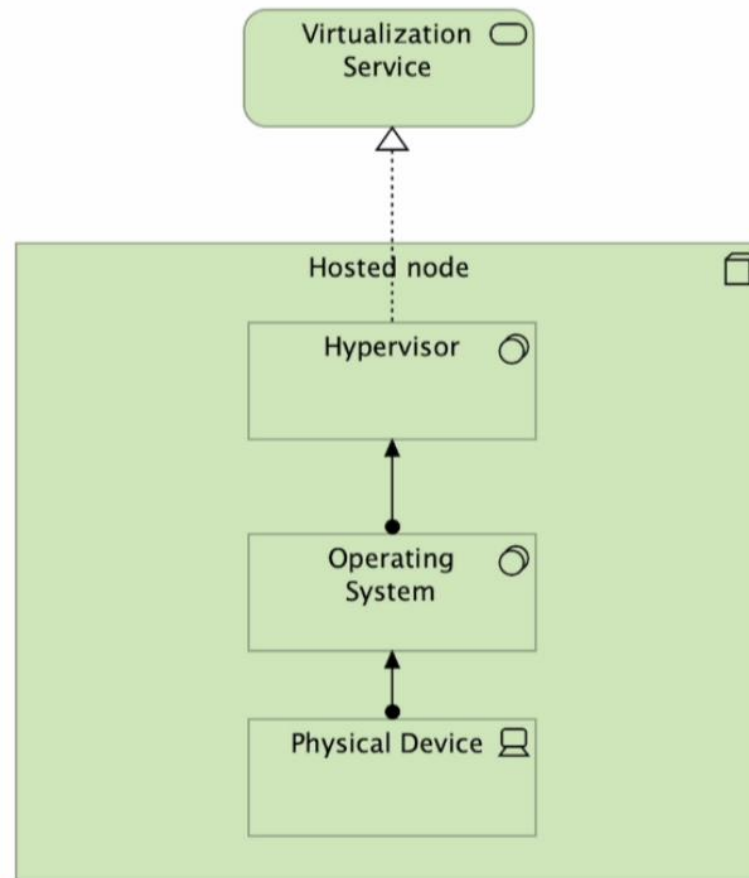 Virtualization
Service
Hosted node
Hypervisor
Operating
System
Physical Device